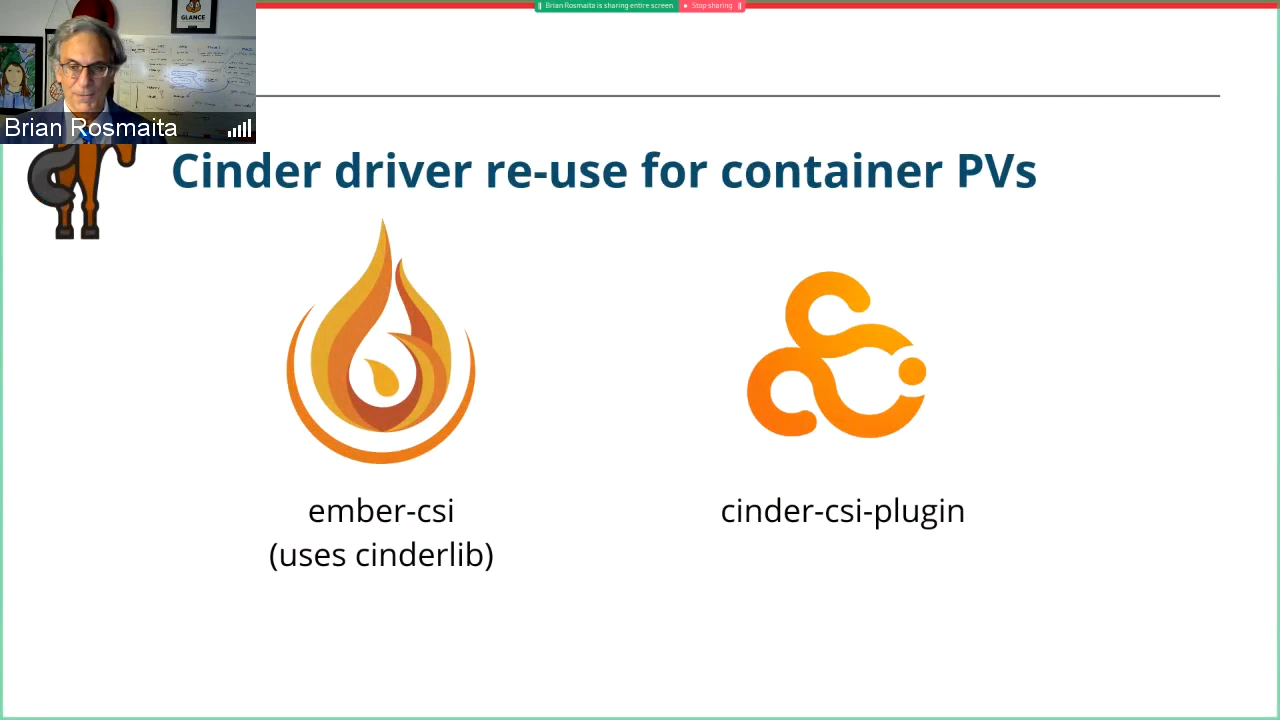 Brian Rosmaita is sharing entire screen
Stop sharing
GLANCE
Brian Rosmaita
Cinder driver re-use for container PVs
ember-csi
(uses cinderlib)
cinder-csi-plugin